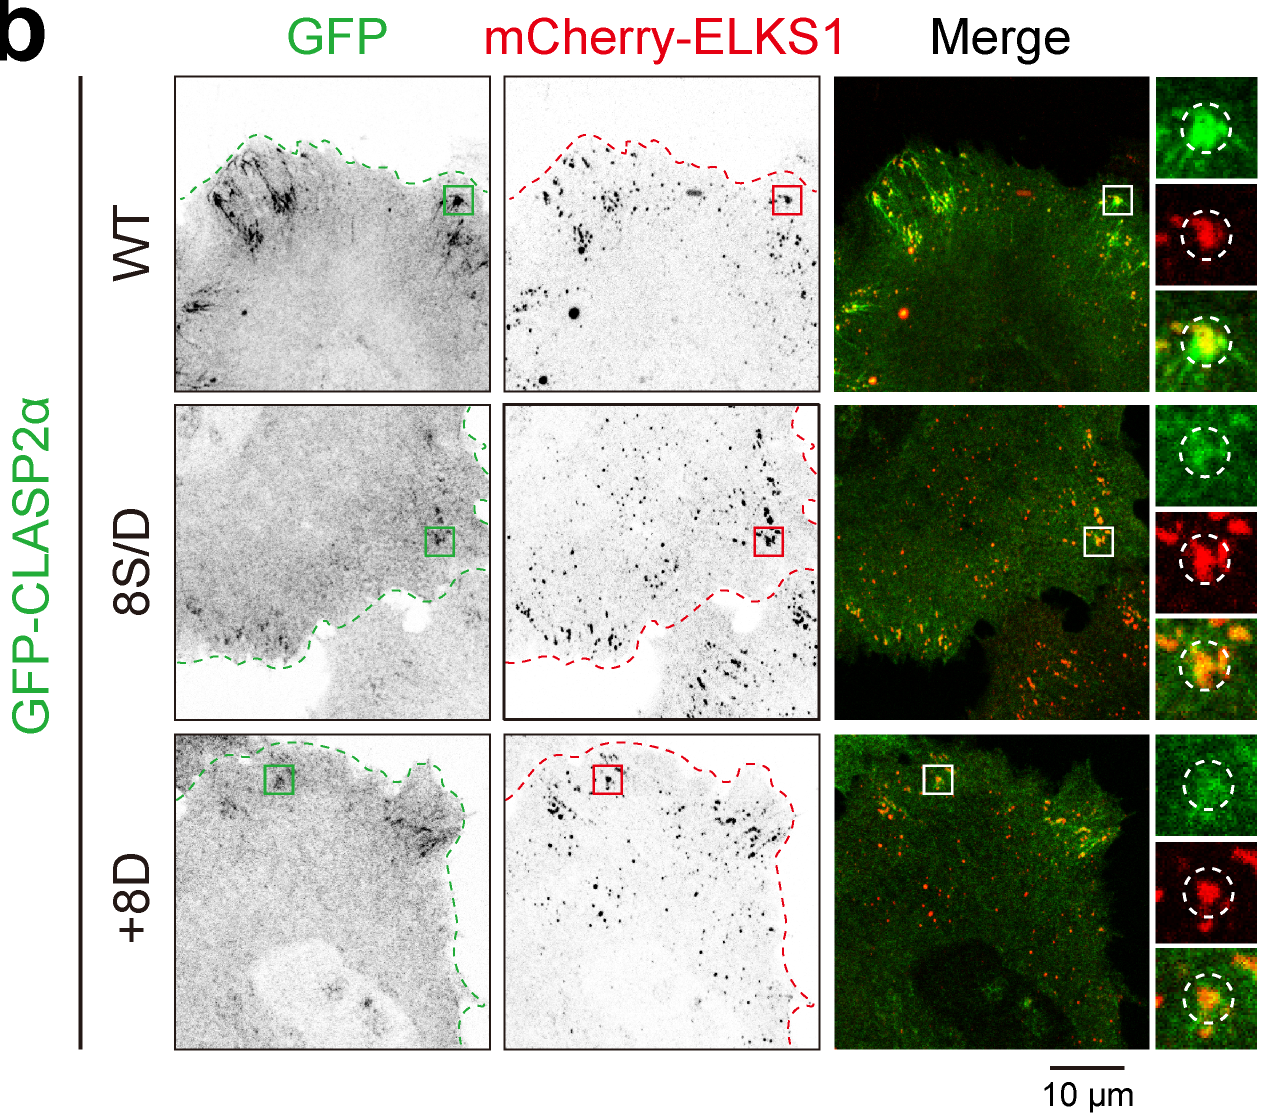 b
GFP
mCherry-ELKS1
Merge
GFP-CLASP2α
WT
8S/D
+8D
10 μm